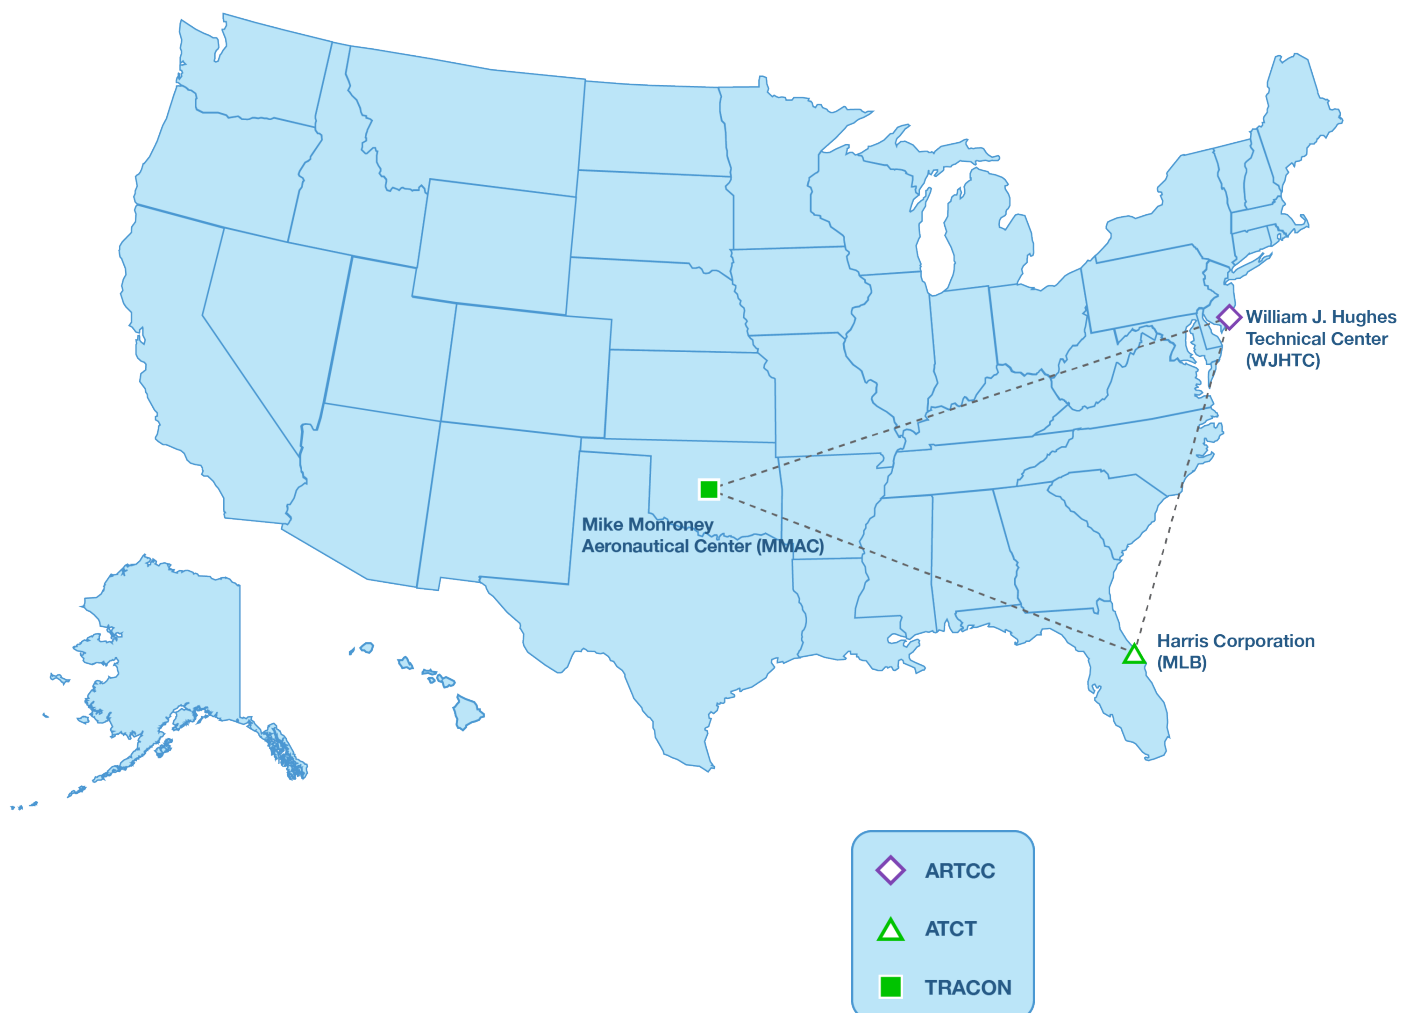 William J. Hughes
Technical Center
(WJHTC)
Mike Monroney
Aeronautical Center (MMAC)
Harris Corporation
(MLB)
ARTCC
ATCT
TRACON